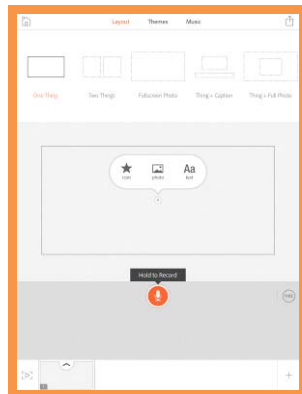 Layout Themes Music
One Thing Two Things Fullscreen Photo Thing + Caption Thing + Full Photo
icon photo text
Hold to Record